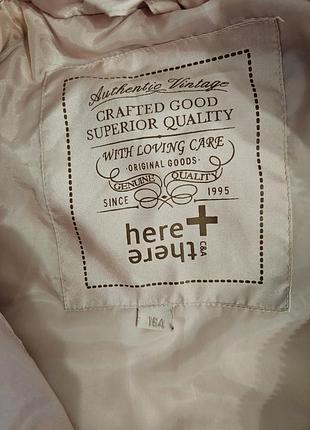 Authentic Vintage
CRAFTED GOOD
SUPERIOR QUALITY
WITH LOVING CARE
·ORIGINAL GOODS·
GENUINE QUALITY
SINCE 1995
here+
there
C&A
164